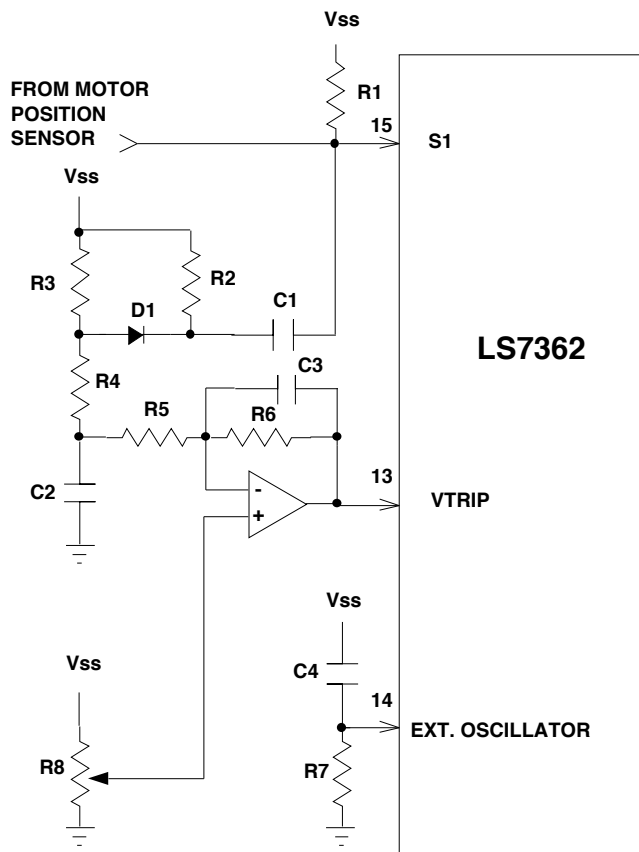 Vss
R1
FROM MOTOR
POSITION
SENSOR
15
S1
Vss
R3
R2
D1
C1
LS7362
R4
C3
R5
R6
C2
-
+
13
VTRIP
Vss
C4
Vss
14
EXT. OSCILLATOR
R8
R7